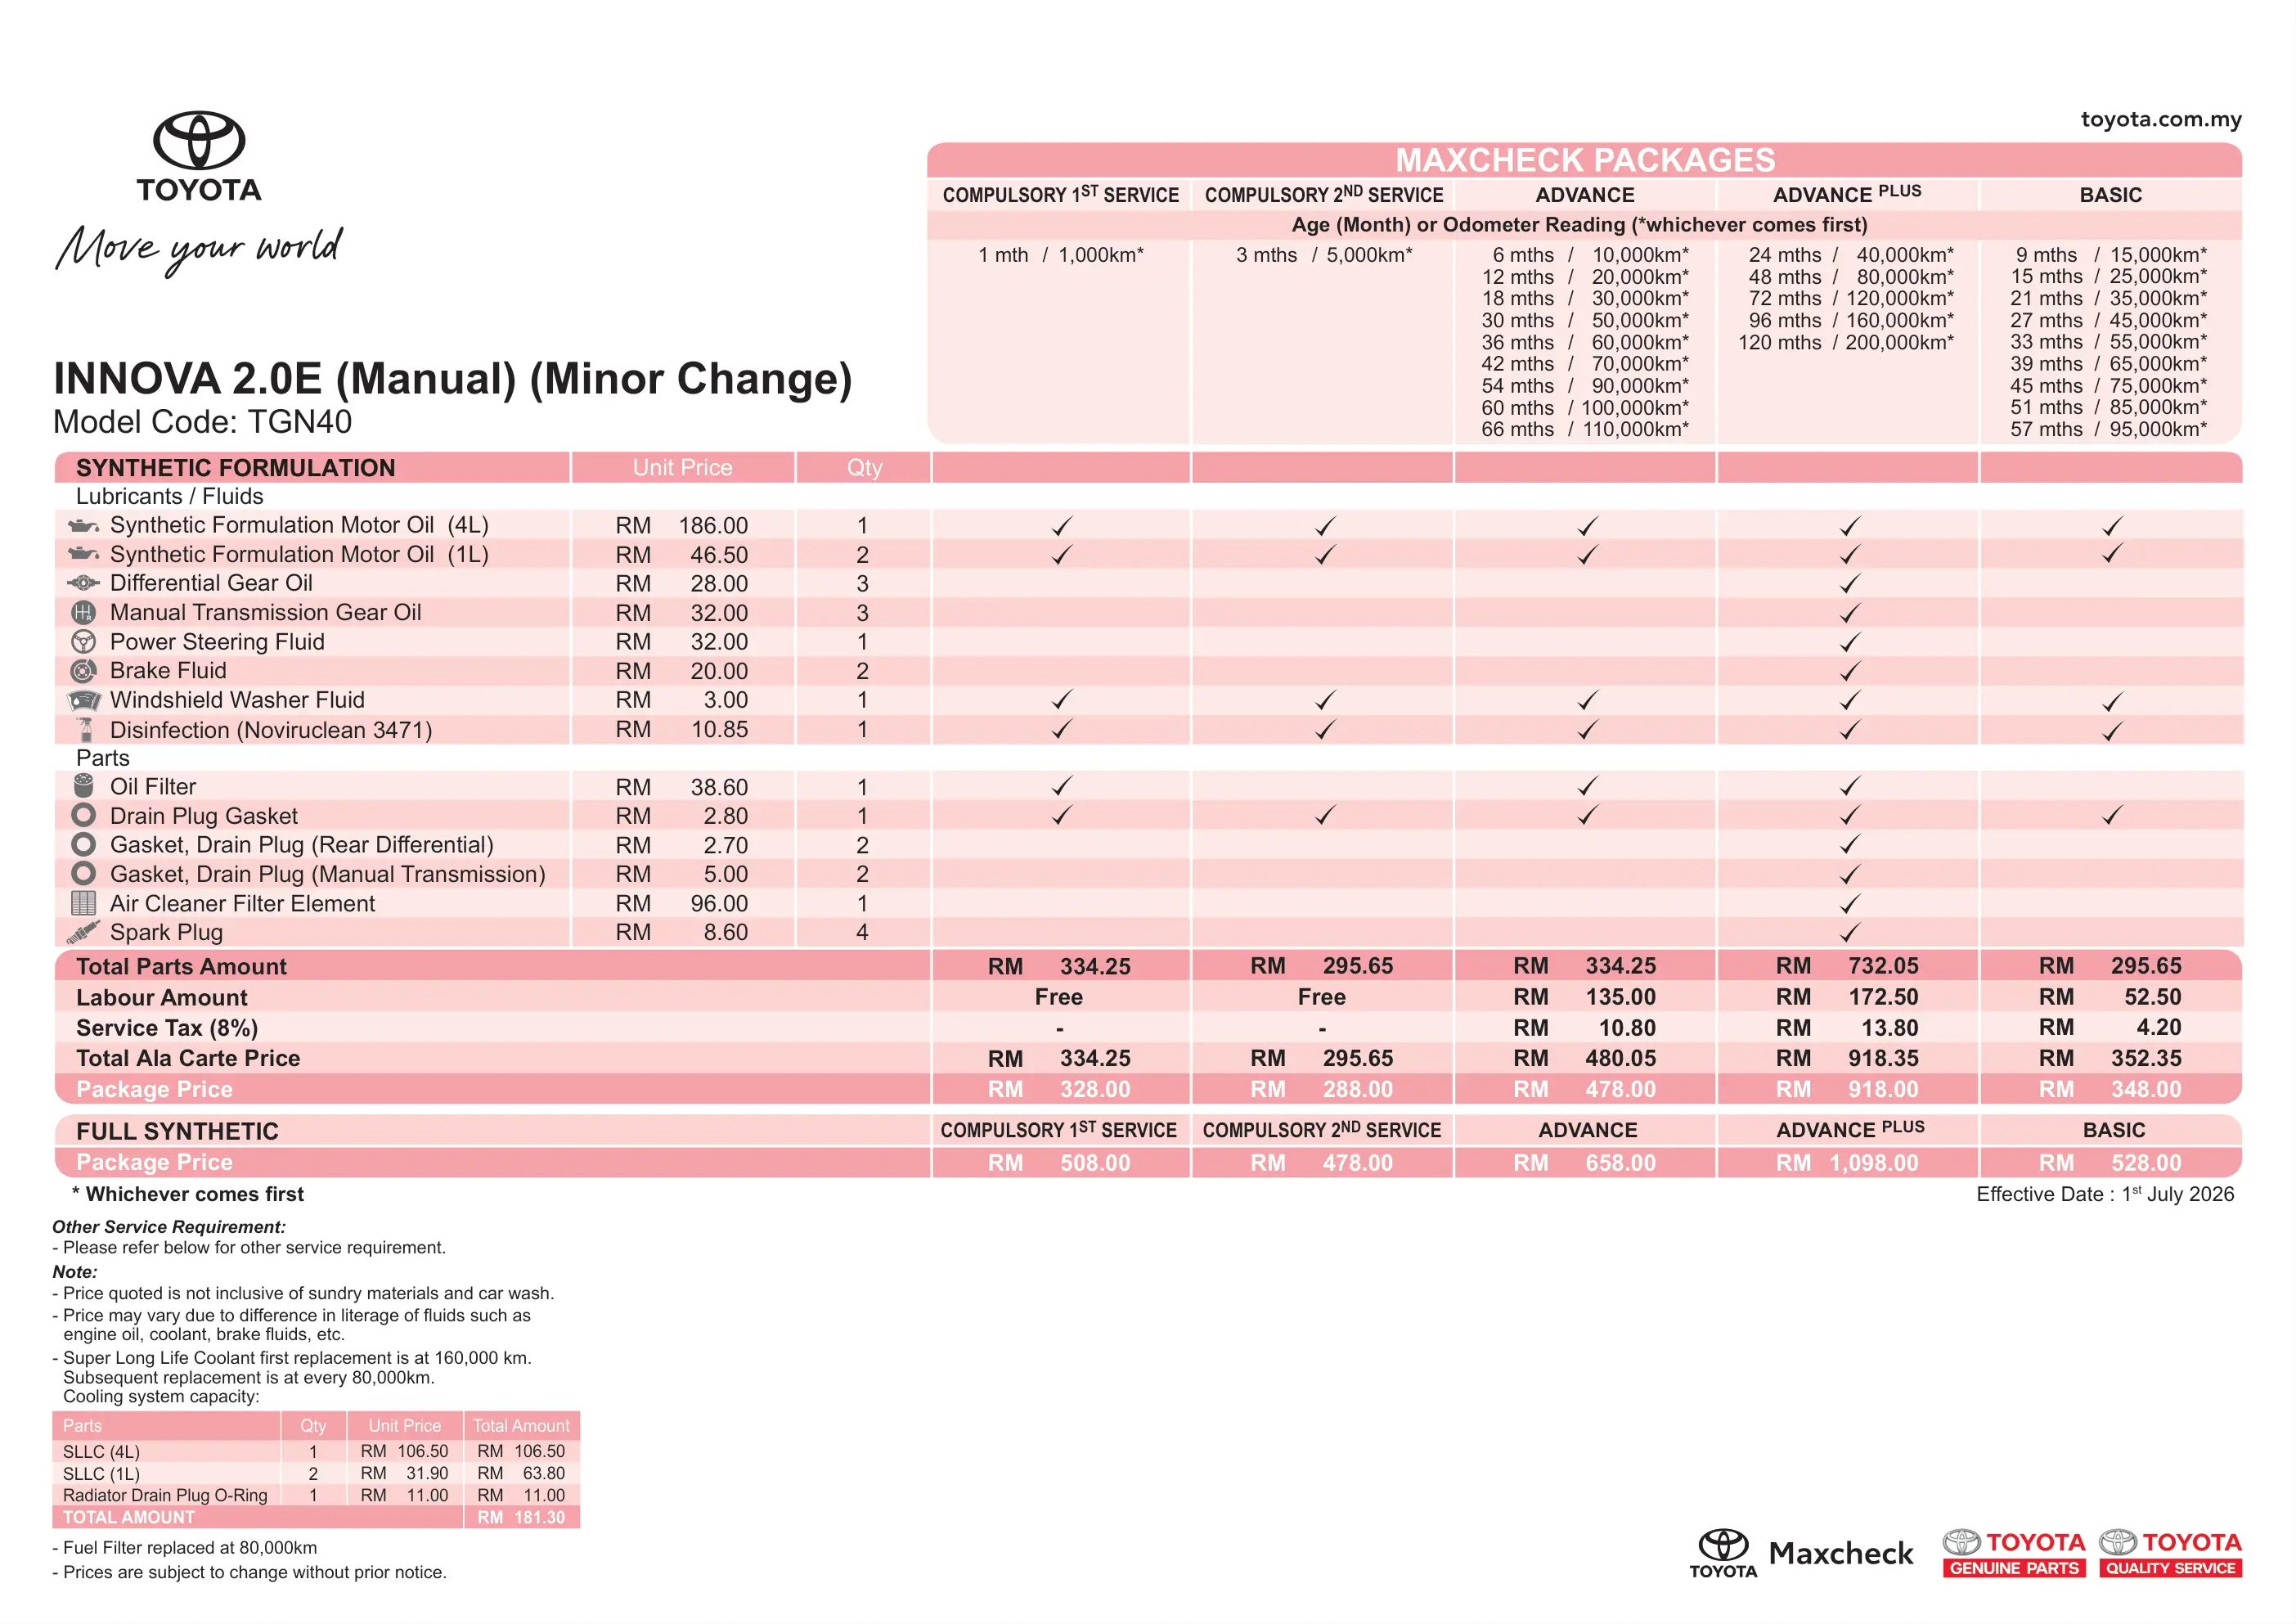 toyota.com.my
TOYOTA
Move your world
MAXCHECK PACKAGES
COMPULSORY 1ST SERVICE COMPULSORY 2ND SERVICE ADVANCE ADVANCE PLUS BASIC
Age (Month) or Odometer Reading (*whichever comes first)
1 mth / 1,000km* 3 mths / 5,000km* 6 mths / 10,000km* 24 mths / 40,000km* 9 mths / 15,000km*
12 mths / 20,000km* 48 mths / 80,000km* 15 mths / 25,000km*
18 mths / 30,000km* 72 mths / 120,000km* 21 mths / 35,000km*
30 mths / 50,000km* 96 mths / 160,000km* 27 mths / 45,000km*
36 mths / 60,000km* 120 mths / 200,000km* 33 mths / 55,000km*
42 mths / 70,000km* 39 mths / 65,000km*
54 mths / 90,000km* 45 mths / 75,000km*
60 mths / 100,000km* 51 mths / 85,000km*
66 mths / 110,000km* 57 mths / 95,000km*
INNOVA 2.0E (Manual) (Minor Change)
Model Code: TGN40
SYNTHETIC FORMULATION Unit Price Qty
Lubricants / Fluids
Synthetic Formulation Motor Oil (4L) RM 186.00 1 ✓ ✓ ✓ ✓ ✓
Synthetic Formulation Motor Oil (1L) RM 46.50 2 ✓ ✓ ✓ ✓ ✓
Differential Gear Oil RM 28.00 3 ✓
Manual Transmission Gear Oil RM 32.00 3 ✓
Power Steering Fluid RM 32.00 1 ✓
Brake Fluid RM 20.00 2 ✓
Windshield Washer Fluid RM 3.00 1 ✓ ✓ ✓ ✓ ✓
Disinfection (Noviruclean 3471) RM 10.85 1 ✓ ✓ ✓ ✓ ✓
Parts
Oil Filter RM 38.60 1 ✓ ✓ ✓
Drain Plug Gasket RM 2.80 1 ✓ ✓ ✓ ✓ ✓
Gasket, Drain Plug (Rear Differential) RM 2.70 2 ✓
Gasket, Drain Plug (Manual Transmission) RM 5.00 2 ✓
Air Cleaner Filter Element RM 96.00 1 ✓
Spark Plug RM 8.60 4 ✓
Total Parts Amount RM 334.25 RM 295.65 RM 334.25 RM 732.05 RM 295.65
Labour Amount Free Free RM 135.00 RM 172.50 RM 52.50
Service Tax (8%) - - RM 10.80 RM 13.80 RM 4.20
Total Ala Carte Price RM 334.25 RM 295.65 RM 480.05 RM 918.35 RM 352.35
Package Price RM 328.00 RM 288.00 RM 478.00 RM 918.00 RM 348.00
FULL SYNTHETIC COMPULSORY 1ST SERVICE COMPULSORY 2ND SERVICE ADVANCE ADVANCE PLUS BASIC
Package Price RM 508.00 RM 478.00 RM 658.00 RM 1,098.00 RM 528.00
* Whichever comes first
Effective Date : 1st July 2026
Other Service Requirement:
- Please refer below for other service requirement.
Note:
- Price quoted is not inclusive of sundry materials and car wash.
- Price may vary due to difference in literage of fluids such as
engine oil, coolant, brake fluids, etc.
- Super Long Life Coolant first replacement is at 160,000 km.
Subsequent replacement is at every 80,000km.
Cooling system capacity:
Parts Qty Unit Price Total Amount
SLLC (4L) 1 RM 106.50 RM 106.50
SLLC (1L) 2 RM 31.90 RM 63.80
Radiator Drain Plug O-Ring 1 RM 11.00 RM 11.00
TOTAL AMOUNT RM 181.30
- Fuel Filter replaced at 80,000km
- Prices are subject to change without prior notice.
TOYOTA Maxcheck
TOYOTA GENUINE PARTS
TOYOTA QUALITY SERVICE